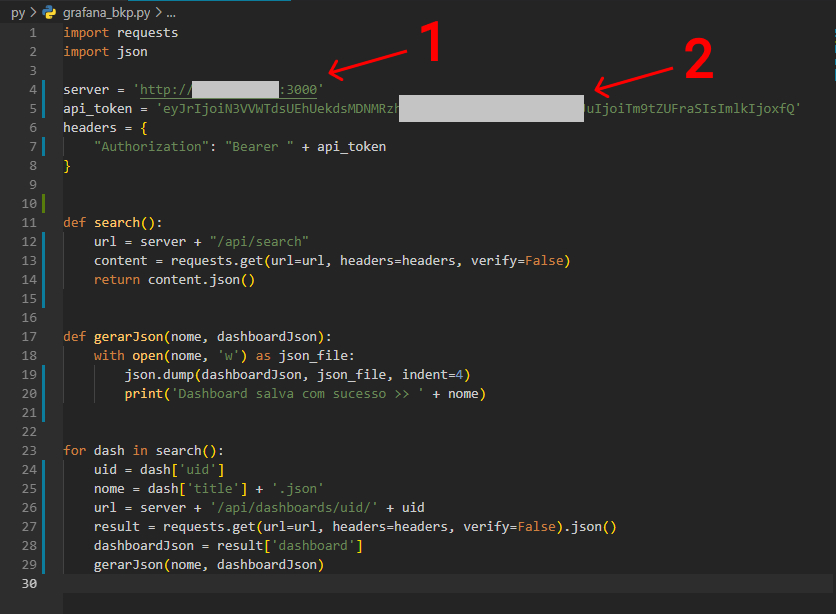 py > grafana_bkp.py > ...
1 import requests
2 import json
3
4 server = 'http:// :3000'
5 api_token = 'eyJrIjoiN3VVWTdsUEhUekdsMDNMRzh uIjoiTm9tZUFraSIsImlkIjoxfQ'
6 headers = {
7 "Authorization": "Bearer " + api_token
8 }
9
10
11 def search():
12 url = server + "/api/search"
13 content = requests.get(url=url, headers=headers, verify=False)
14 return content.json()
15
16
17 def gerarJson(nome, dashboardJson):
18 with open(nome, 'w') as json_file:
19 json.dump(dashboardJson, json_file, indent=4)
20 print('Dashboard salva com sucesso >> ' + nome)
21
22
23 for dash in search():
24 uid = dash['uid']
25 nome = dash['title'] + '.json'
26 url = server + '/api/dashboards/uid/' + uid
27 result = requests.get(url=url, headers=headers, verify=False).json()
28 dashboardJson = result['dashboard']
29 gerarJson(nome, dashboardJson)
30
1
2